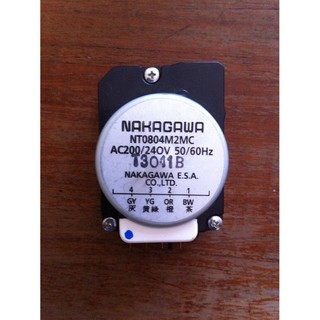 NAKAGAWA
NT0804M2MC
AC200/240V 50/60Hz
T3041B
NAKAGAWA E.S.A.
CO.,LTD.
4 3 2 1
GY YG OR BW
灰 黄緑 橙 茶